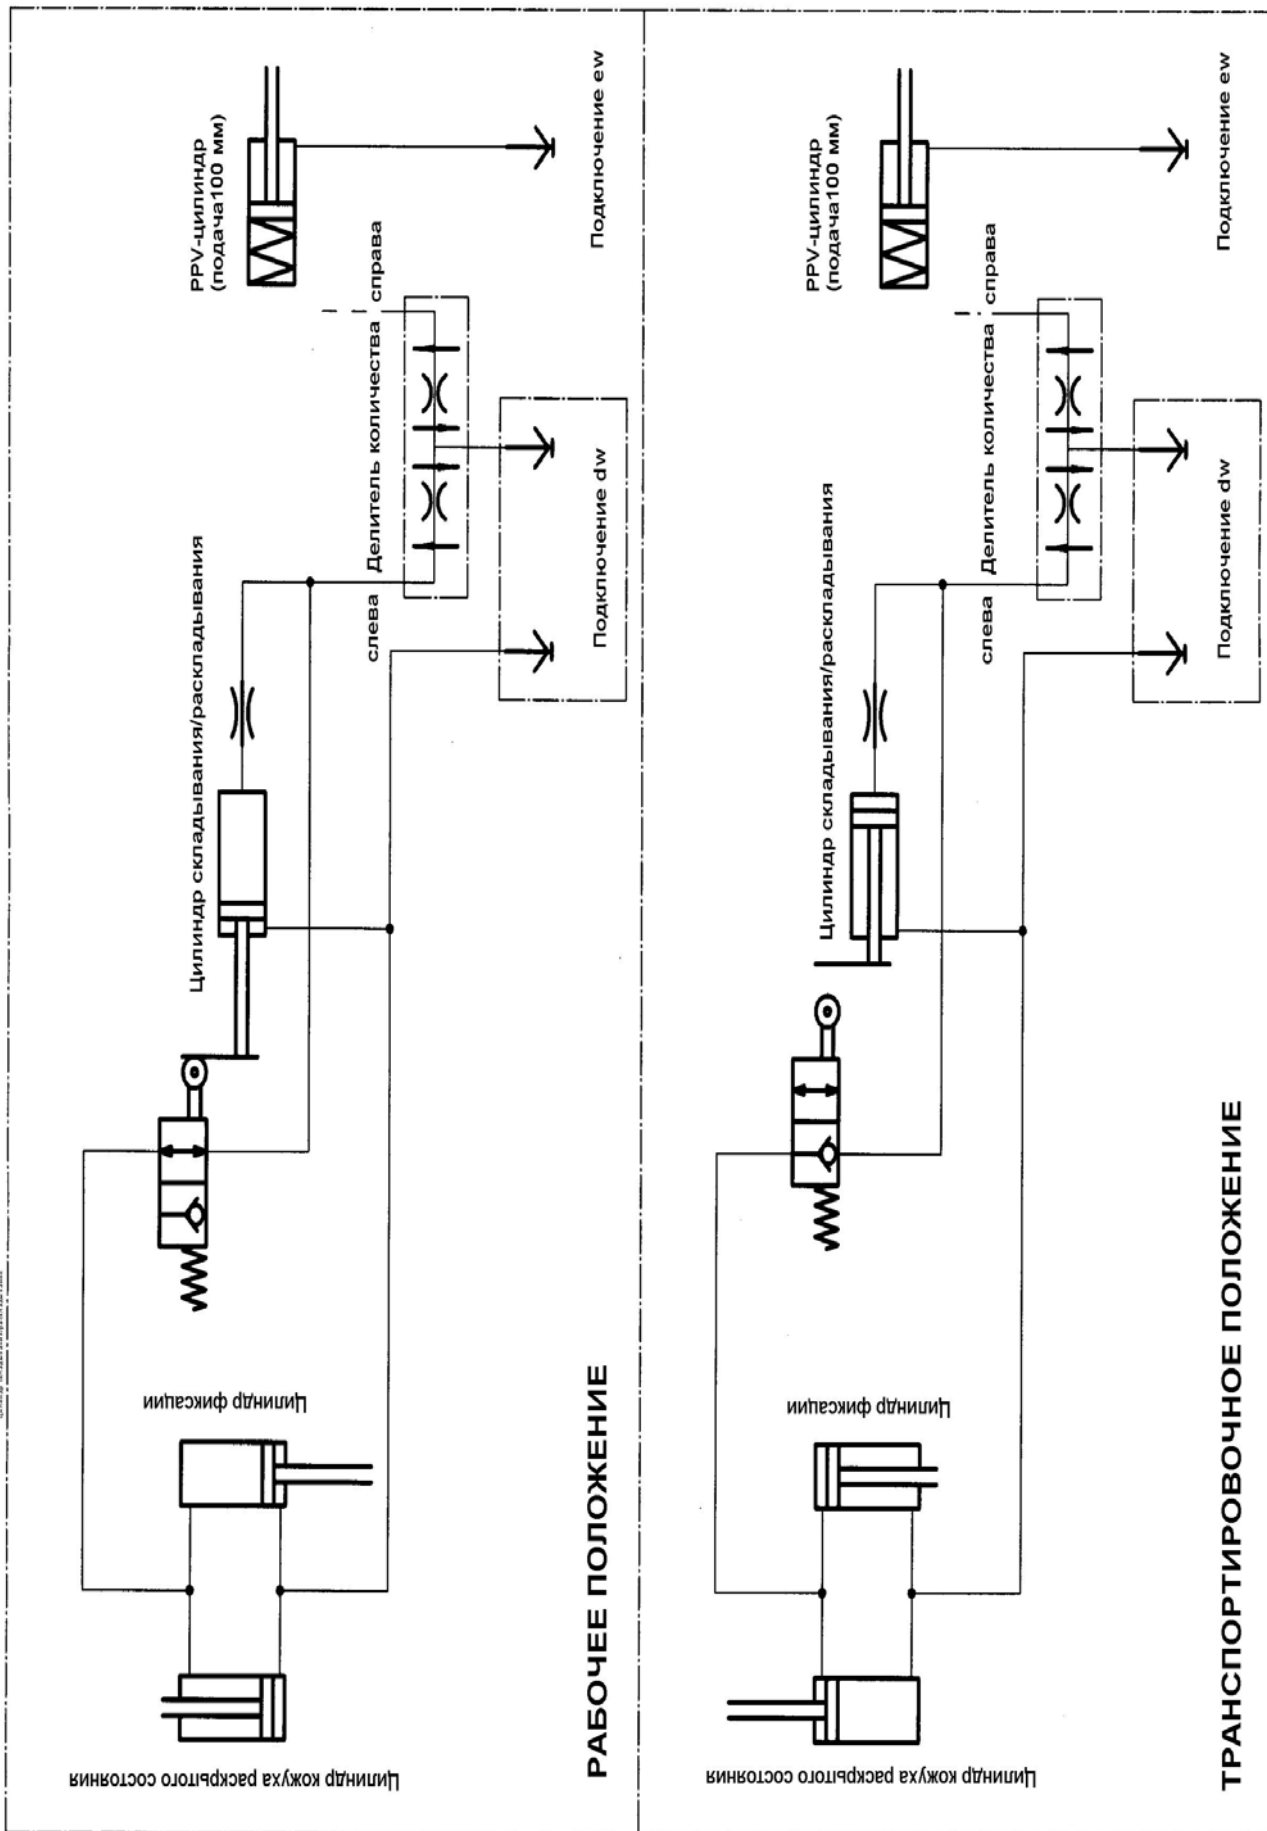 PPV-цилиндр
(подача100 мм)
Цилиндр складывания/раскладывания
слева Делитель количества справа
Подключение ew
Подключение dw
Цилиндр фиксации
Цилиндр кожуха раскрытого состояния
РАБОЧЕЕ ПОЛОЖЕНИЕ
PPV-цилиндр
(подача100 мм)
Цилиндр складывания/раскладывания
слева Делитель количества справа
Подключение ew
Подключение dw
Цилиндр фиксации
Цилиндр кожуха раскрытого состояния
ТРАНСПОРТИРОВОЧНОЕ ПОЛОЖЕНИЕ